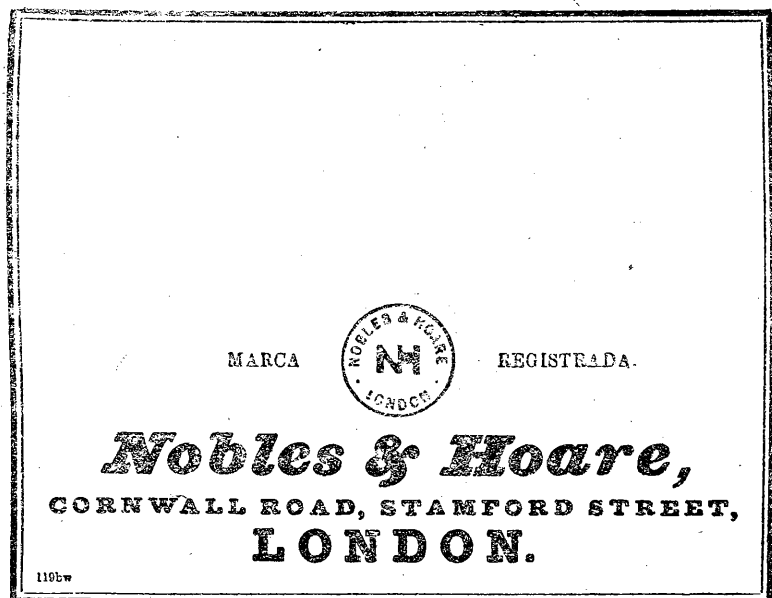 MARCA NOBLES & HOARE REGISTRADA.
NH
· LONDON ·
Nobles & Hoare,
CORNWALL ROAD, STAMFORD STREET,
LONDON.
119bw